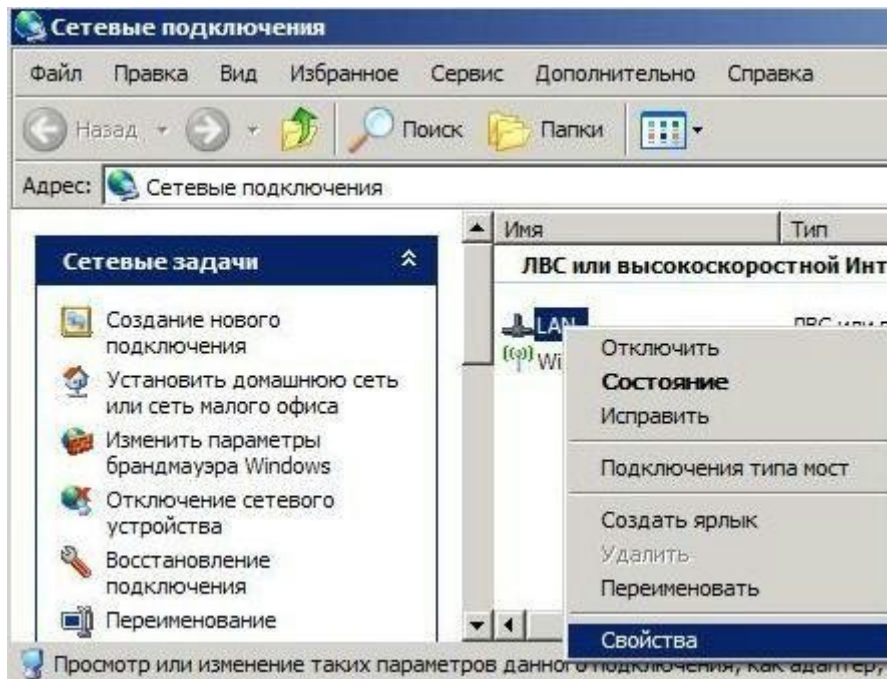 Сетевые подключения
Файл Правка Вид Избранное Сервис Дополнительно Справка
Назад Поиск Папки
Адрес: Сетевые подключения
Имя Тип
Сетевые задачи
Создание нового
подключения
Установить домашнюю сеть
или сеть малого офиса
Изменить параметры
брандмауэра Windows
Отключение сетевого
устройства
Восстановление
подключения
Переименование
ЛВС или высокоскоростной Инт
LAN ЛВС или в
Wi
Отключить
Состояние
Исправить
Подключения типа мост
Создать ярлык
Удалить
Переименовать
Свойства
Просмотр или изменение таких параметров данного подключения, как адаптер,